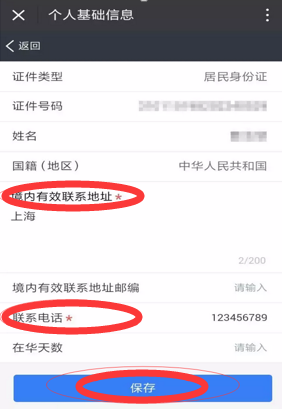 个人基础信息
返回
证件类型 居民身份证
证件号码
姓名
国籍（地区） 中华人民共和国
境内有效联系地址 *
上海
2/200
境内有效联系地址邮编 请输入
联系电话 * 123456789
在华天数 请输入
保存